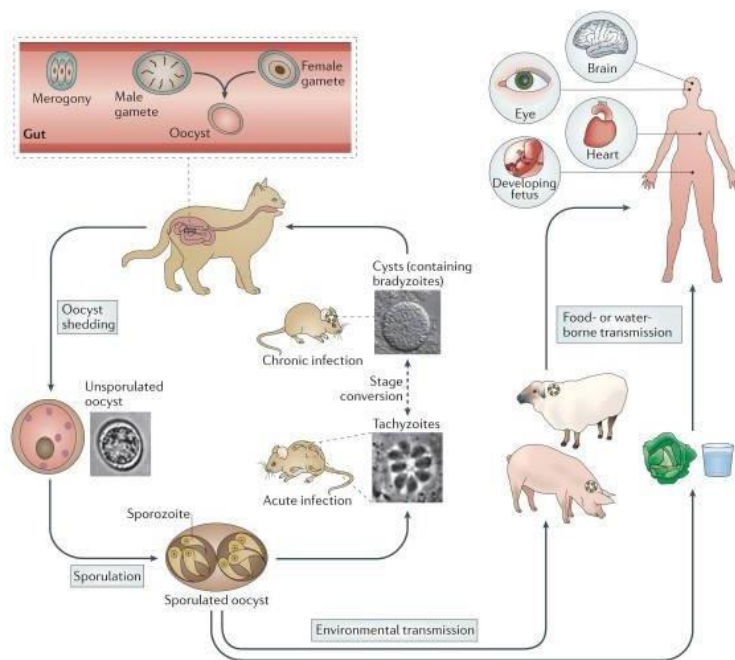 Merogony
Male
gamete
Female
gamete
Oocyst
Gut
Brain
Eye
Heart
Developing
fetus
Oocyst
shedding
Cysts (containing
bradyzoites)
Chronic infection
Food- or water-
borne transmission
Unsporulated
oocyst
Stage
conversion
Tachyzoites
Acute infection
Sporozoite
Sporulation
Sporulated oocyst
Environmental transmission